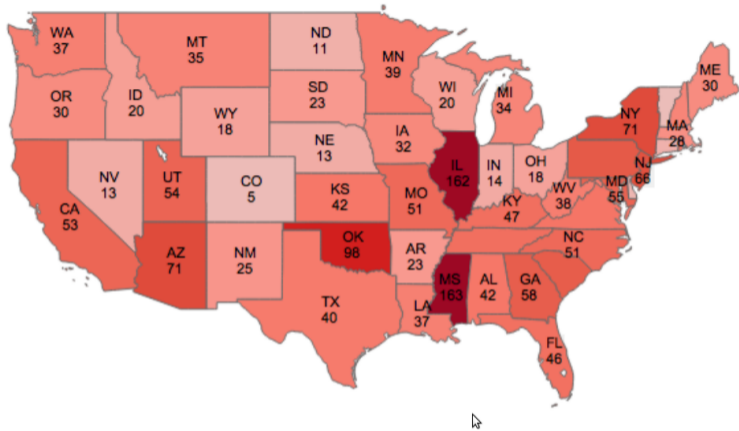 WA
37
MT
35
ND
11
MN
39
OR
30
ID
20
WY
18
SD
23
WI
20
MI
34
ME
30
NY
71
MA
28
NV
13
UT
54
CO
5
NE
13
IA
32
IL
162
IN
14
OH
18
NJ
66
MD
55
WV
38
KY
47
CA
53
KS
42
MO
51
AZ
71
NM
25
OK
98
AR
23
NC
51
MS
163
AL
42
GA
58
TX
40
LA
37
FL
46